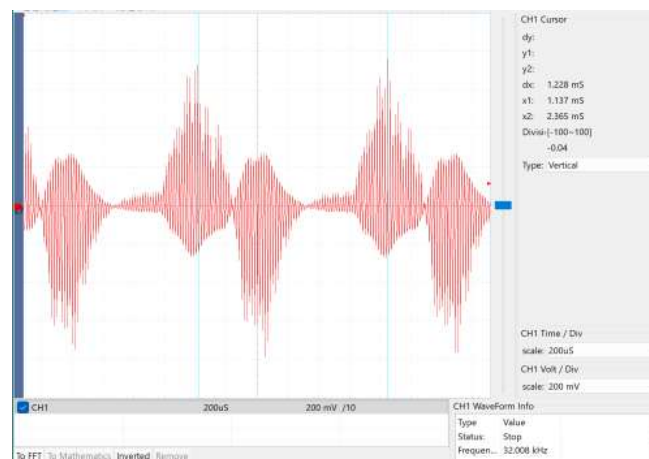 CH1 Cursor
dy:
y1:
y2:
dx: 1.228 mS
x1: 1.137 mS
x2: 2.365 mS
Divisi-[-100~100]
-0.04
Type: Vertical
CH1 Time / Div
scale: 200uS
CH1 Volt / Div
scale: 200 mV
CH1 200uS 200 mV /10
CH1 WaveForm Info
Type Value
Status: Stop
Frequen... 32.008 kHz
To FFT To Mathematics Inverted Remove